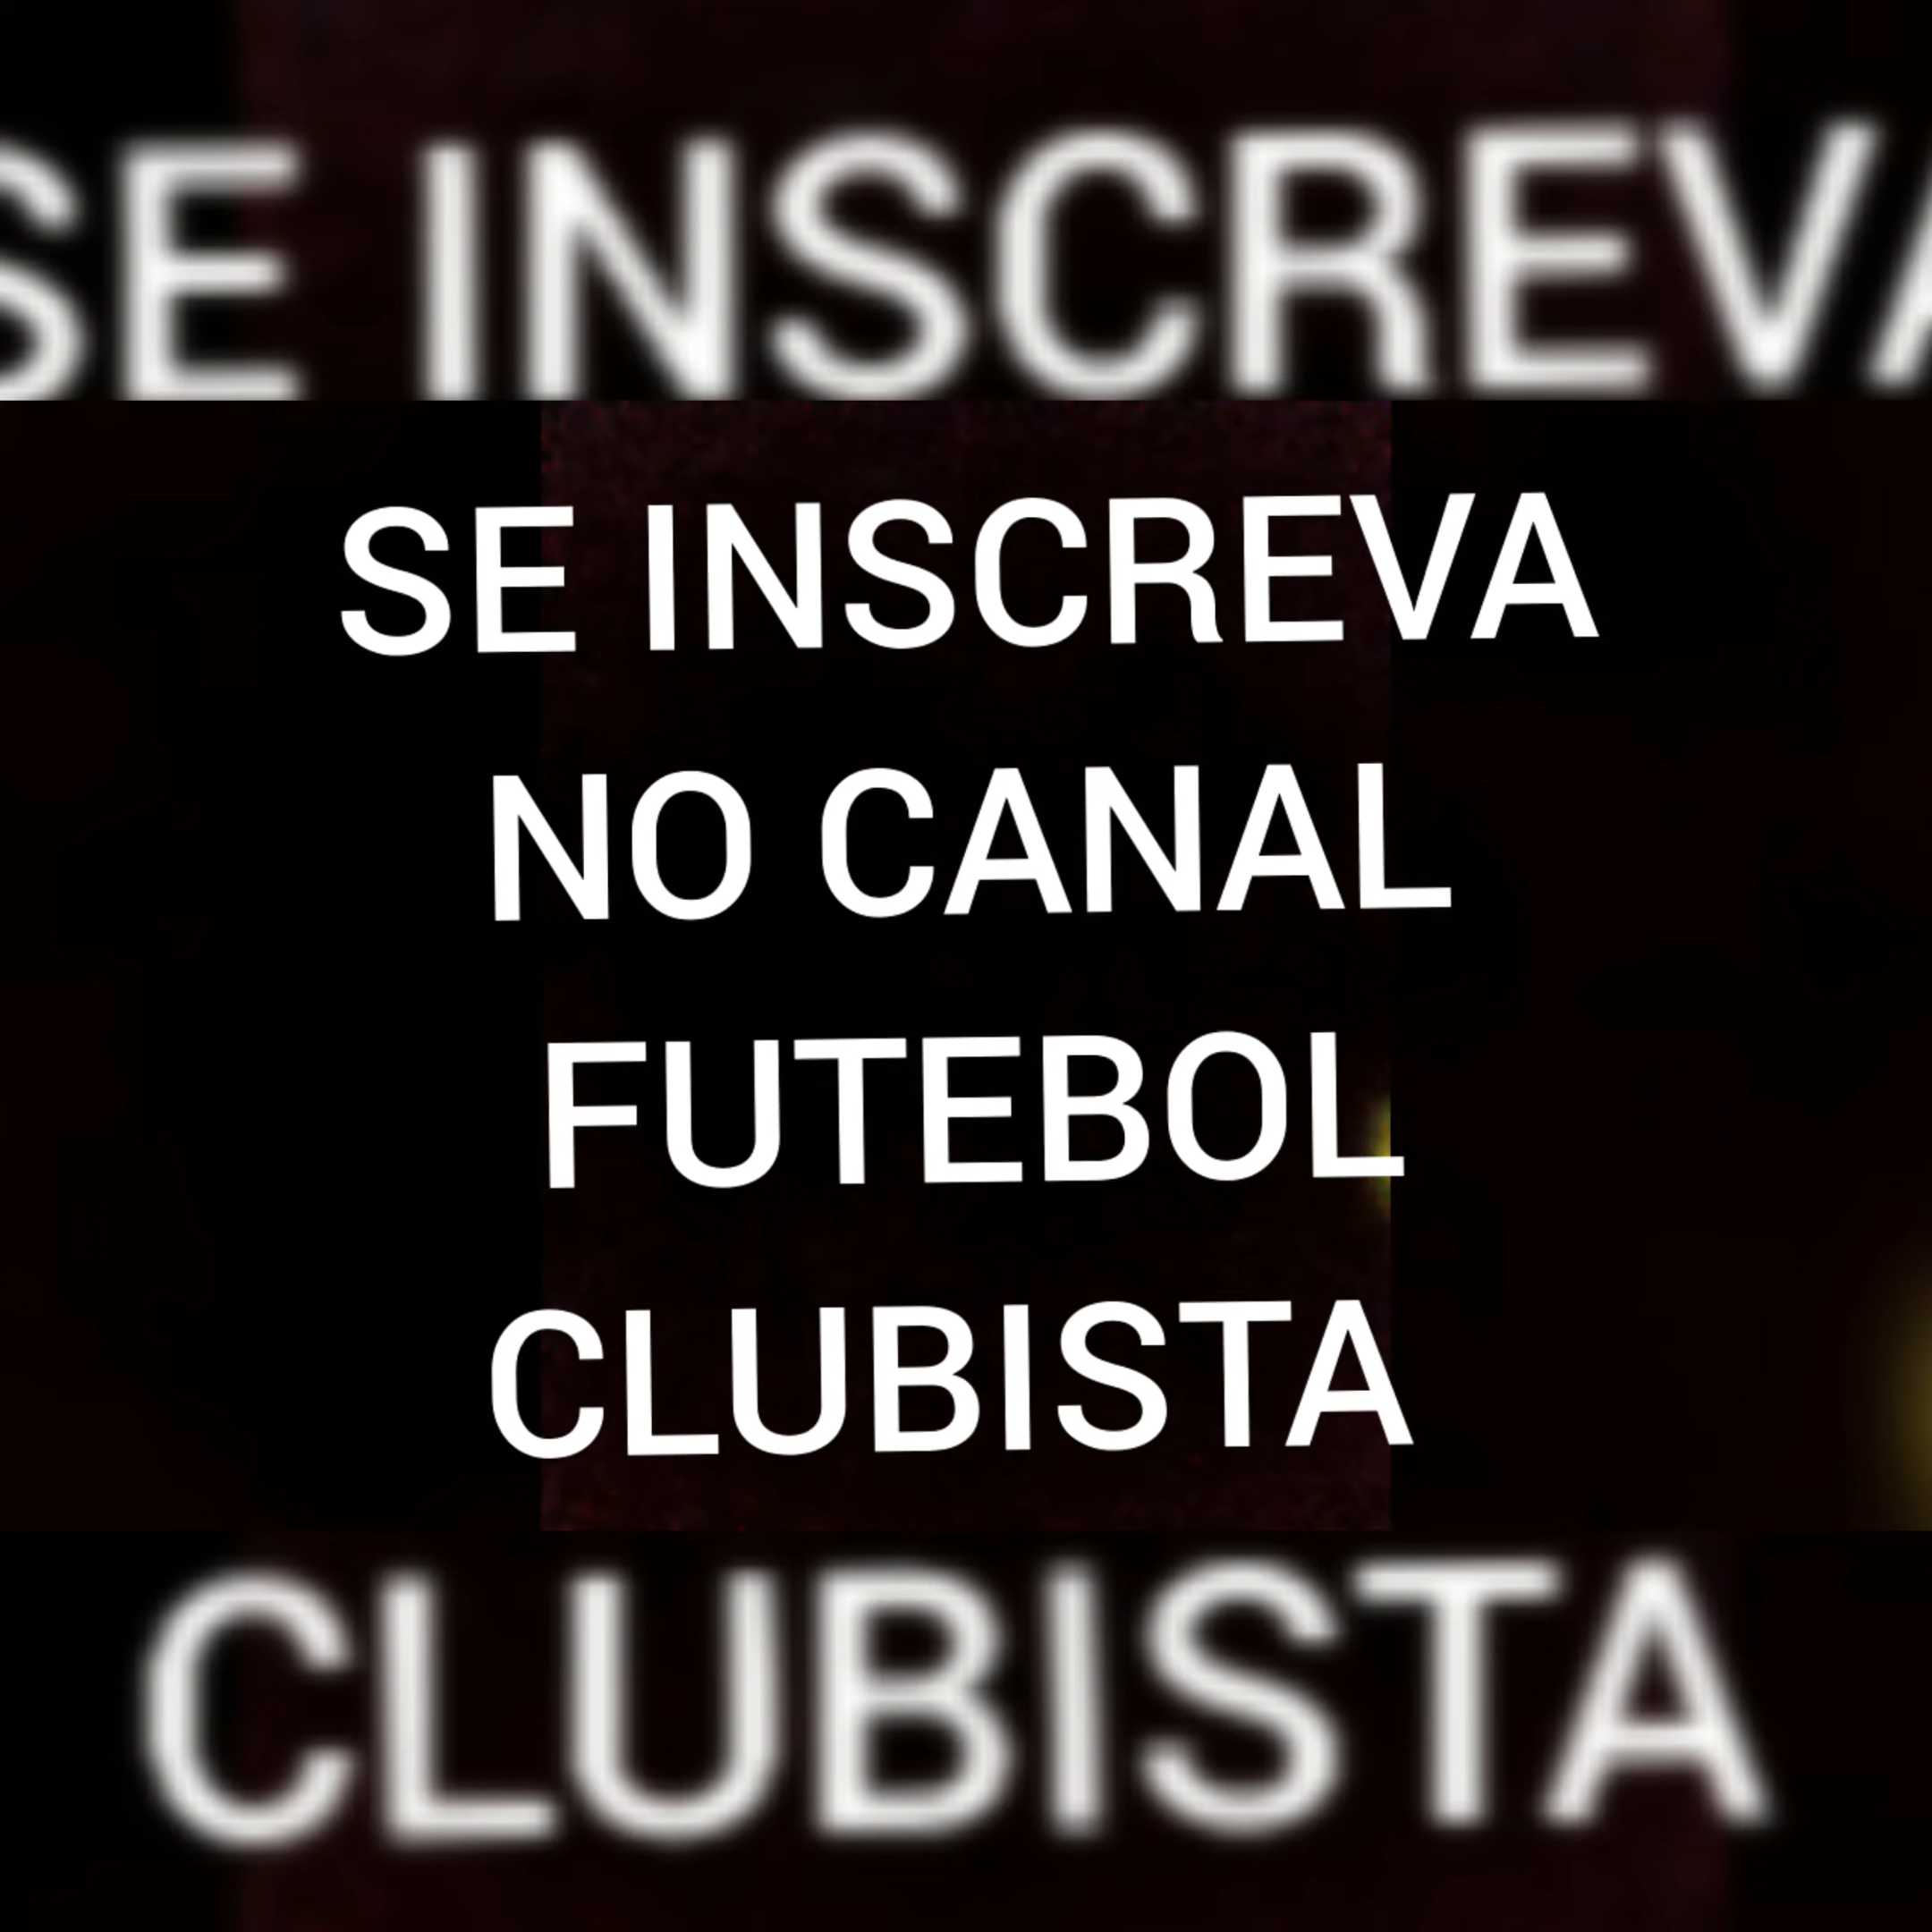 SE INSCREVA
SE INSCREVA
NO CANAL
FUTEBOL
CLUBISTA
CLUBISTA